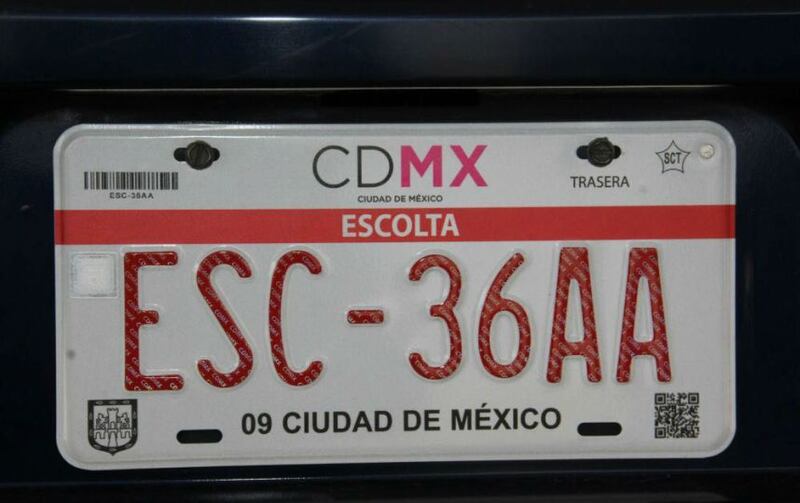 CDMX
SCT
ESC-36AA
CIUDAD DE MÉXICO
TRASERA
ESCOLTA
ESC-36AA
09 CIUDAD DE MÉXICO